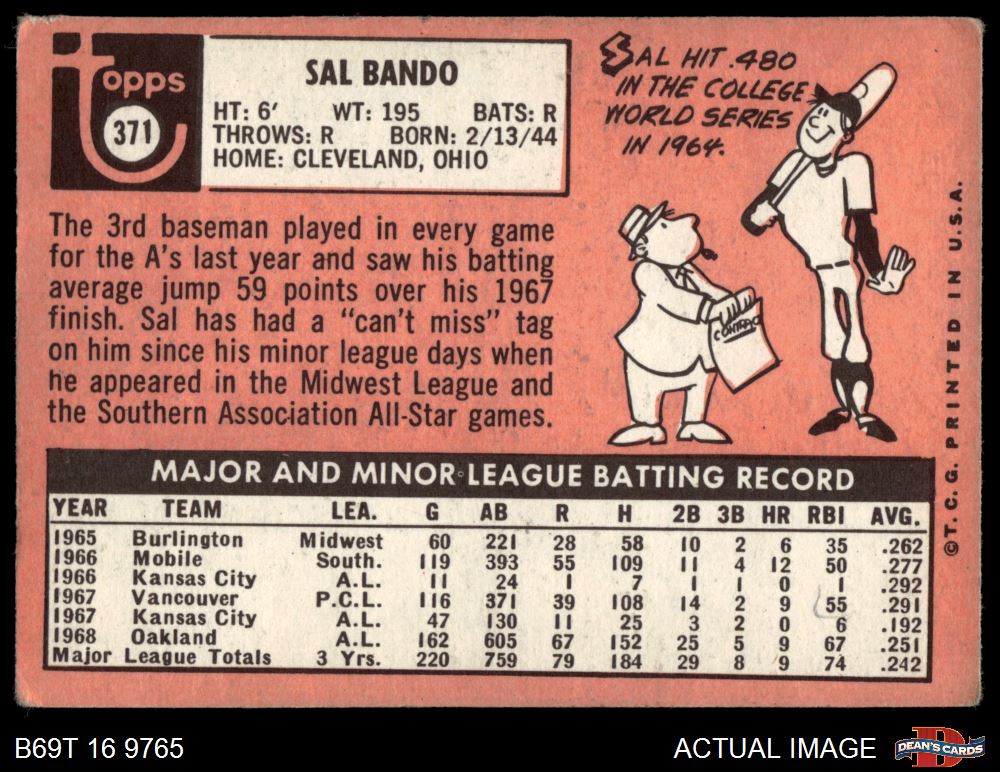 Topps
371
SAL BANDO
HT: 6' WT: 195 BATS: R
THROWS: R BORN: 2/13/44
HOME: CLEVELAND, OHIO
SAL HIT .480
IN THE COLLEGE
WORLD SERIES
IN 1964.
CONTRACT
The 3rd baseman played in every game
for the A's last year and saw his batting
average jump 59 points over his 1967
finish. Sal has had a "can't miss" tag
on him since his minor league days when
he appeared in the Midwest League and
the Southern Association All-Star games.
©T. C. G. PRINTED IN U.S.A.
MAJOR AND MINOR LEAGUE BATTING RECORD
YEAR TEAM LEA. G AB R H 2B 3B HR RBI AVG.
1965 Burlington Midwest 60 221 28 58 10 2 6 35 .262
1966 Mobile South. 119 393 55 109 11 4 12 50 .277
1966 Kansas City A.L. 11 24 1 7 1 1 0 1 .292
1967 Vancouver P.C.L. 116 371 39 108 14 2 9 55 .291
1967 Kansas City A.L. 47 130 11 25 3 2 0 6 .192
1968 Oakland A.L. 162 605 67 152 25 5 9 67 .251
Major League Totals 3 Yrs. 220 759 79 184 29 8 9 74 .242
B69T 16 9765
ACTUAL IMAGE
DEAN'S CARDS